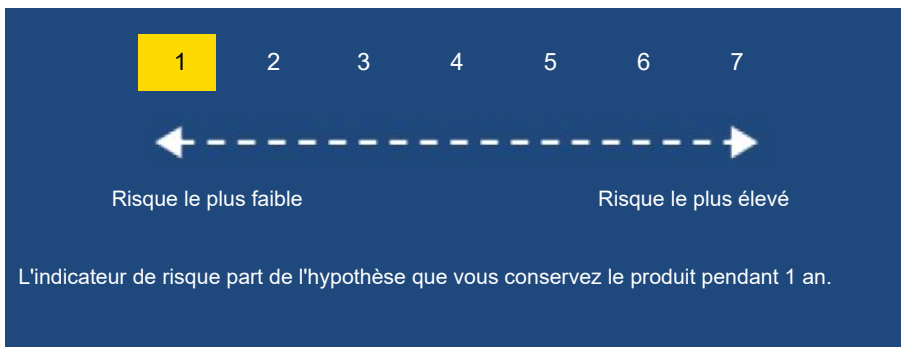 1 2 3 4 5 6 7
Risque le plus faible Risque le plus élevé
L'indicateur de risque part de l'hypothèse que vous conservez le produit pendant 1 an.